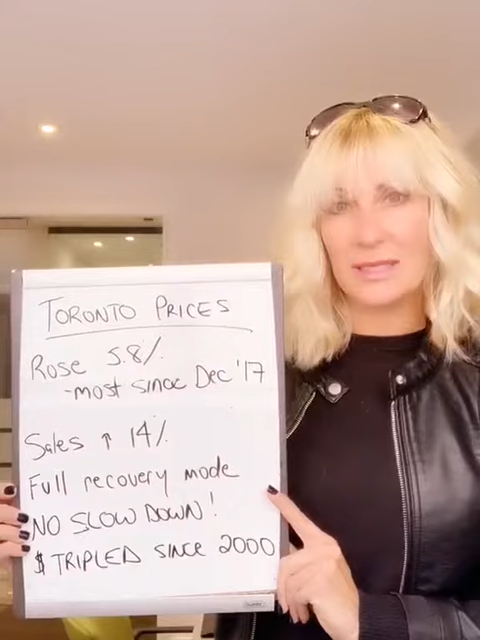 TORONTO PRICES
ROSE 5.8%
-MOST SINCE DEC '17
Sales ↑ 14%
Full recovery mode
NO SLOW DOWN!
$ TRIPLED SINCE 2000